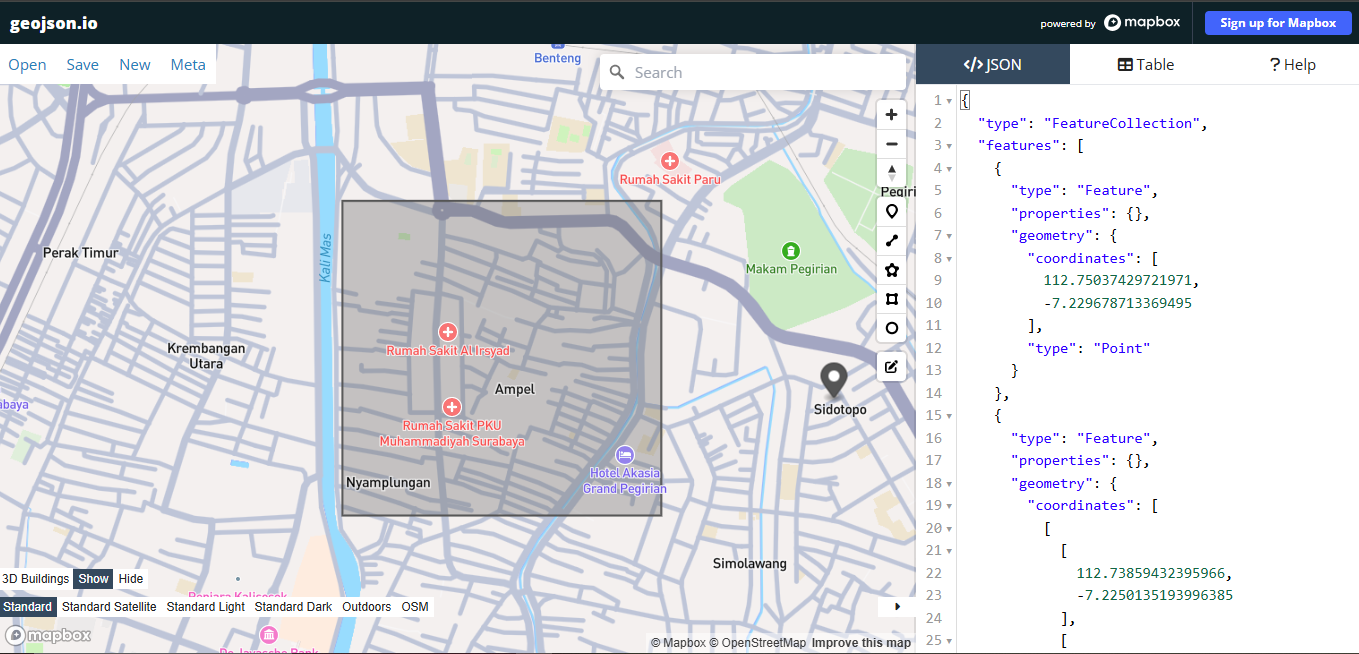 geojson.io
powered by mapbox
Sign up for Mapbox
Open Save New Meta
Search
JSON
Table
? Help
Benteng
Rumah Sakit Paru
Pegiri
Perak Timur
Kali Mas
Makam Pegirian
Krembangan
Utara
Rumah Sakit Al Irsyad
Ampel
abaya
Rumah Sakit PKU
Muhammadiyah Surabaya
Sidotopo
Hotel Akasia
Grand Pegirian
Nyamplungan
Simolawang
3D Buildings Show Hide
Penjara Kalisosok
Standard Standard Satellite Standard Light Standard Dark Outdoors OSM
mapbox
De Javasche Bank
© Mapbox © OpenStreetMap Improve this map
1 {
2 "type": "FeatureCollection",
3 "features": [
4 {
5 "type": "Feature",
6 "properties": {},
7 "geometry": {
8 "coordinates": [
9 112.75037429721971,
10 -7.229678713369495
11 ],
12 "type": "Point"
13 }
14 },
15 {
16 "type": "Feature",
17 "properties": {},
18 "geometry": {
19 "coordinates": [
20 [
21 [
22 112.73859432395966,
23 -7.2250135193996385
24 ],
25 [